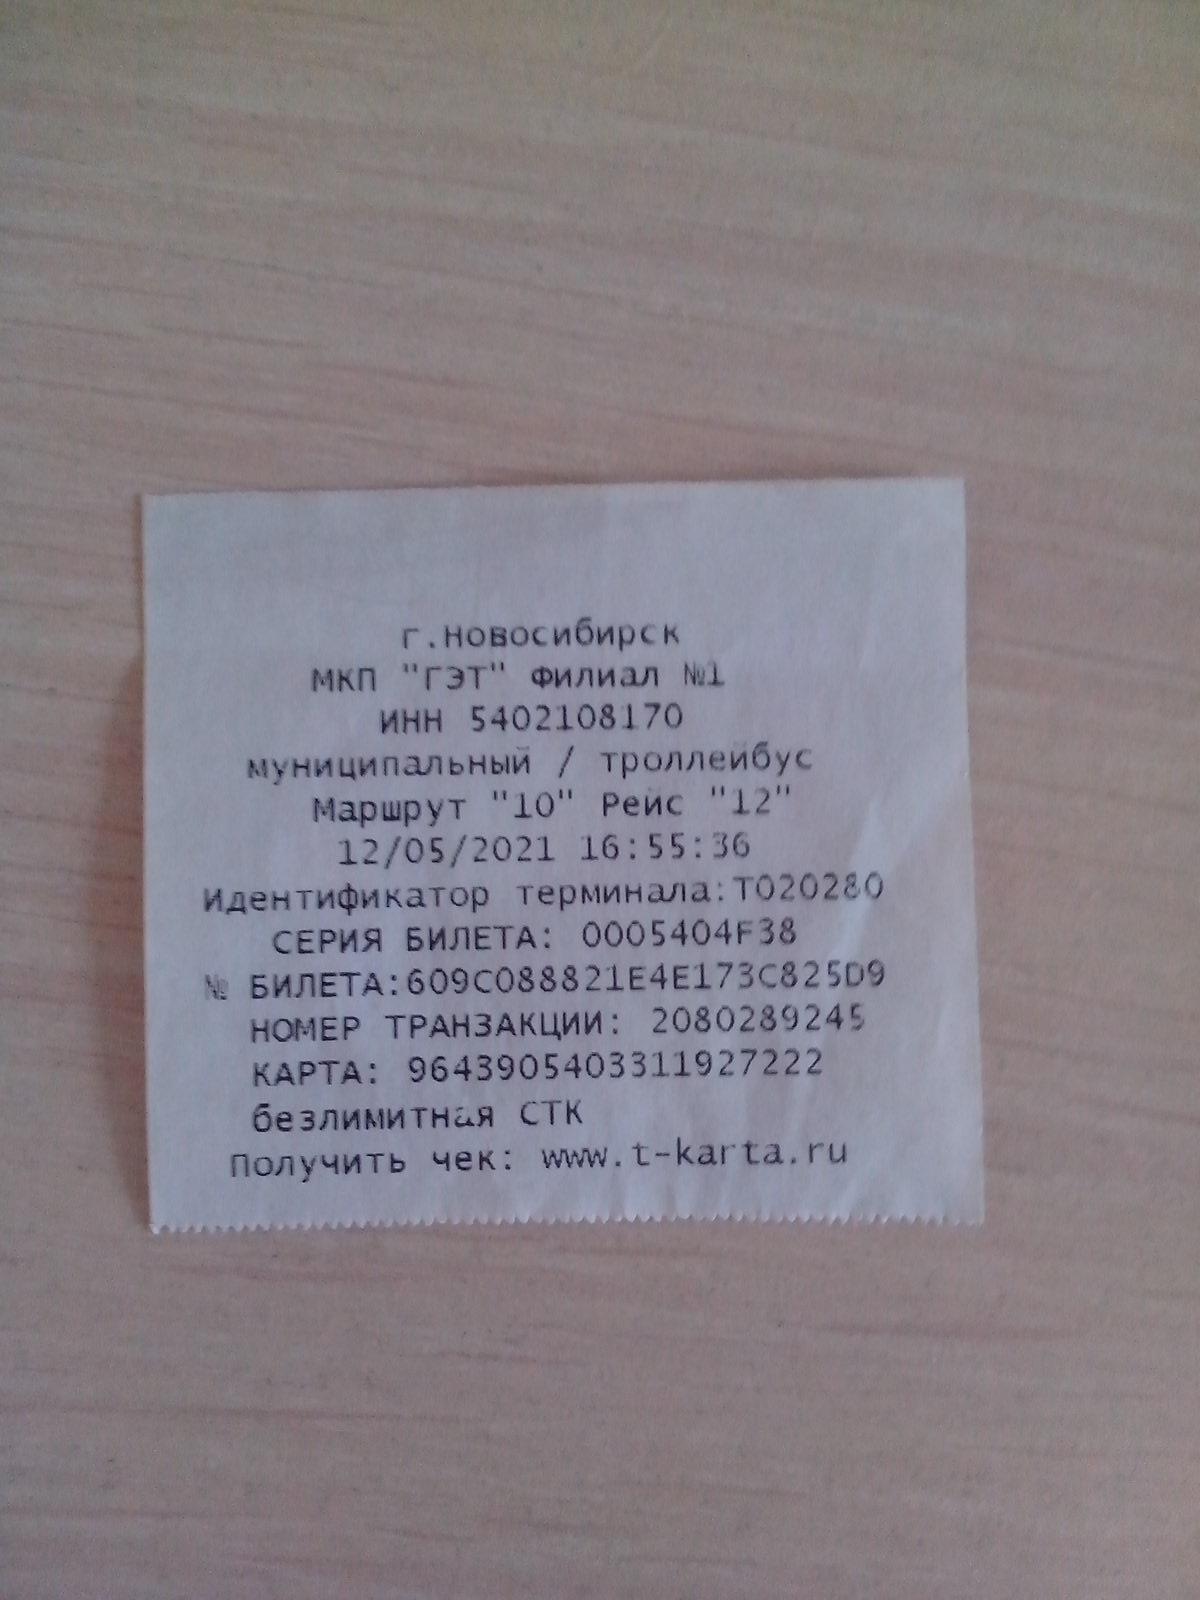 г.Новосибирск
МКП "ГЭТ" Филиал №1
ИНН 5402108170
муниципальный / троллейбус
Маршрут "10" Рейс "12"
12/05/2021 16:55:36
Идентификатор терминала:T020280
СЕРИЯ БИЛЕТА: 0005404F38
№ БИЛЕТА:609C088821E4E173C825D9
НОМЕР ТРАНЗАКЦИИ: 2080289245
КАРТА: 9643905403311927222
безлимитная СТК
Получить чек: www.t-karta.ru